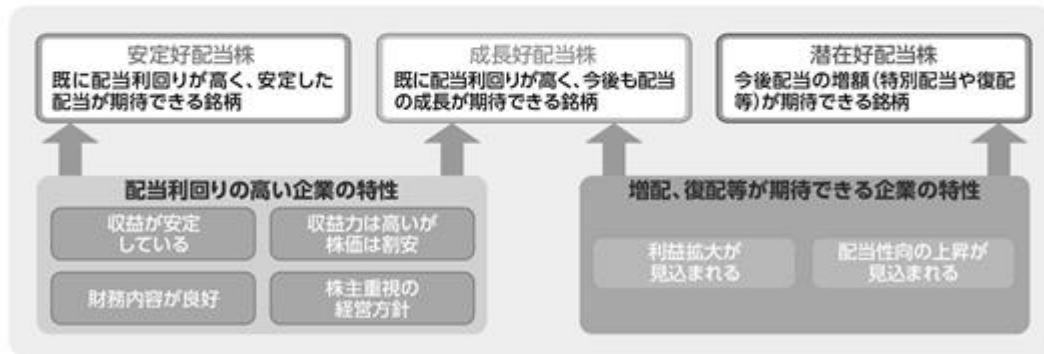 安定好配当株
既に配当利回りが高く、安定した
配当が期待できる銘柄
成長好配当株
既に配当利回りが高く、今後も配当
の成長が期待できる銘柄
潜在好配当株
今後配当の増額(特別配当や復配
等)が期待できる銘柄
配当利回りの高い企業の特性
収益が安定
している
収益力は高いが
株価は割安
財務内容が良好
株主重視の
経営方針
増配、復配等が期待できる企業の特性
利益拡大が
見込まれる
配当性向の上昇が
見込まれる